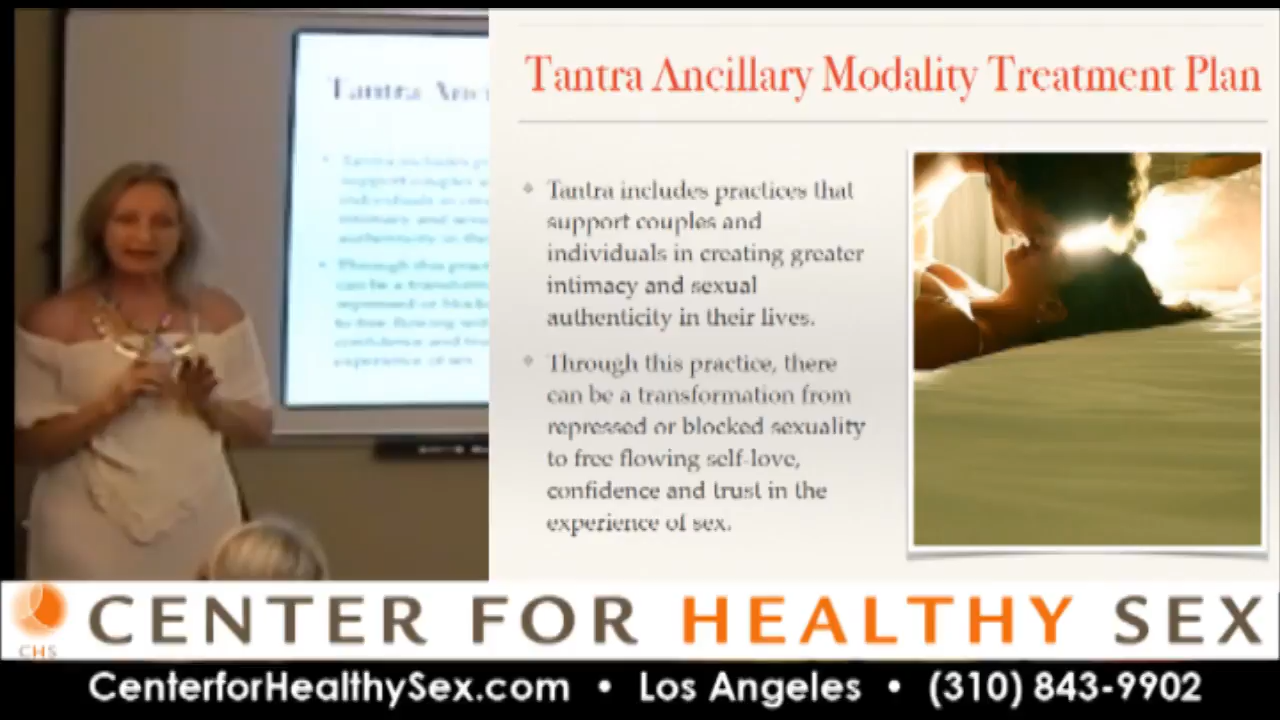 Tantra
Tantra Ancillary Modality Treatment Plan
Tantra includes practices that
support couples and
individuals in creating greater
intimacy and sexual
authenticity in their lives.
Through this practice, there
can be a transformation from
repressed or blocked sexuality
to free flowing self-love,
confidence and trust in the
experience of sex.
CHS
CENTER FOR HEALTHY SEX
CenterforHealthySex.com • Los Angeles • (310) 843-9902